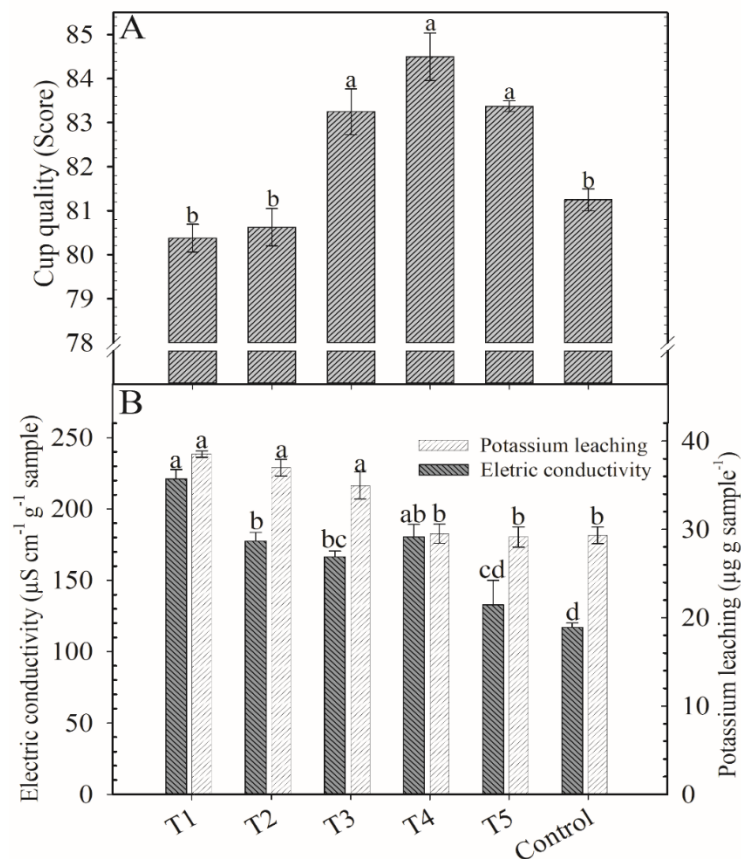 A
Cup quality (Score)
85
84
83
82
81
80
79
78
b
b
a
a
a
b
B
Electric conductivity (µS cm⁻¹ g⁻¹ sample)
250
200
150
100
50
0
Potassium leaching
Eletric conductivity
a
a
b
a
bc
a
ab
b
cd
b
d
b
40
30
20
10
0
Potassium leaching (µg g sample⁻¹)
T1
T2
T3
T4
T5
Control